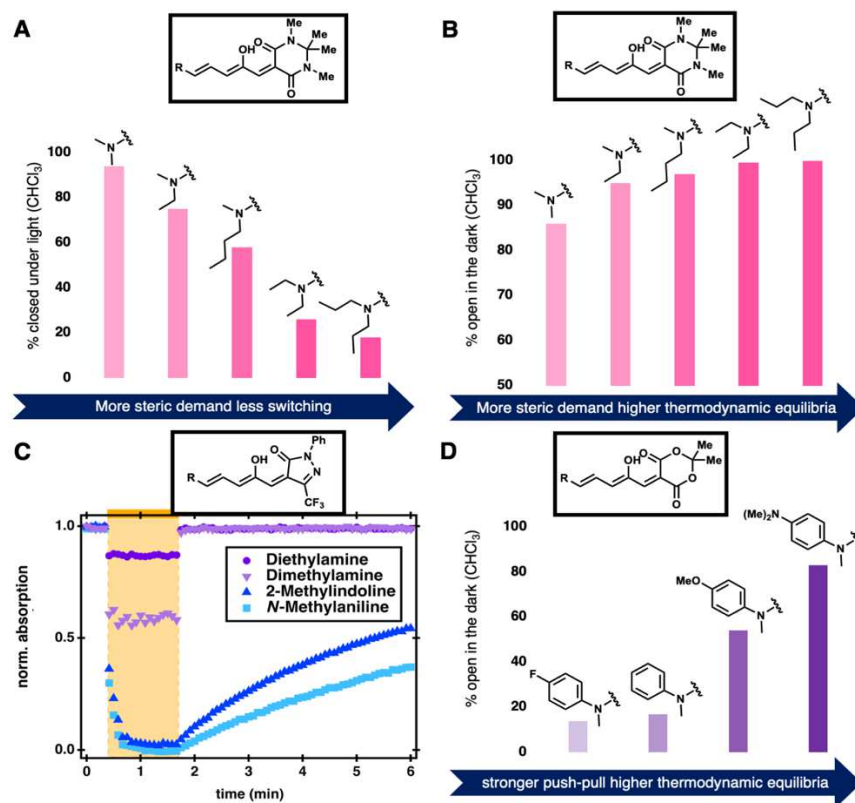 A
OH
O
Me
N
Me
Me
N
Me
O
R
% closed under light (CHCl3)
100
80
60
40
20
0
N
N
N
N
N
More steric demand less switching
B
OH
O
Me
N
Me
Me
N
Me
O
R
% open in the dark (CHCl3)
100
90
80
70
60
50
N
N
N
N
N
More steric demand higher thermodynamic equilibria
C
Ph
O
N
OH
N
R
CF3
norm. absorption
1.0
0.5
0.0
Diethylamine
Dimethylamine
2-Methylindoline
N-Methylaniline
0 1 2 3 4 5 6
time (min)
D
OH
O
O
Me
Me
O
O
R
% open in the dark (CHCl3)
100
80
60
40
20
0
F
N
N
MeO
N
(Me)2N
N
stronger push-pull higher thermodynamic equilibria